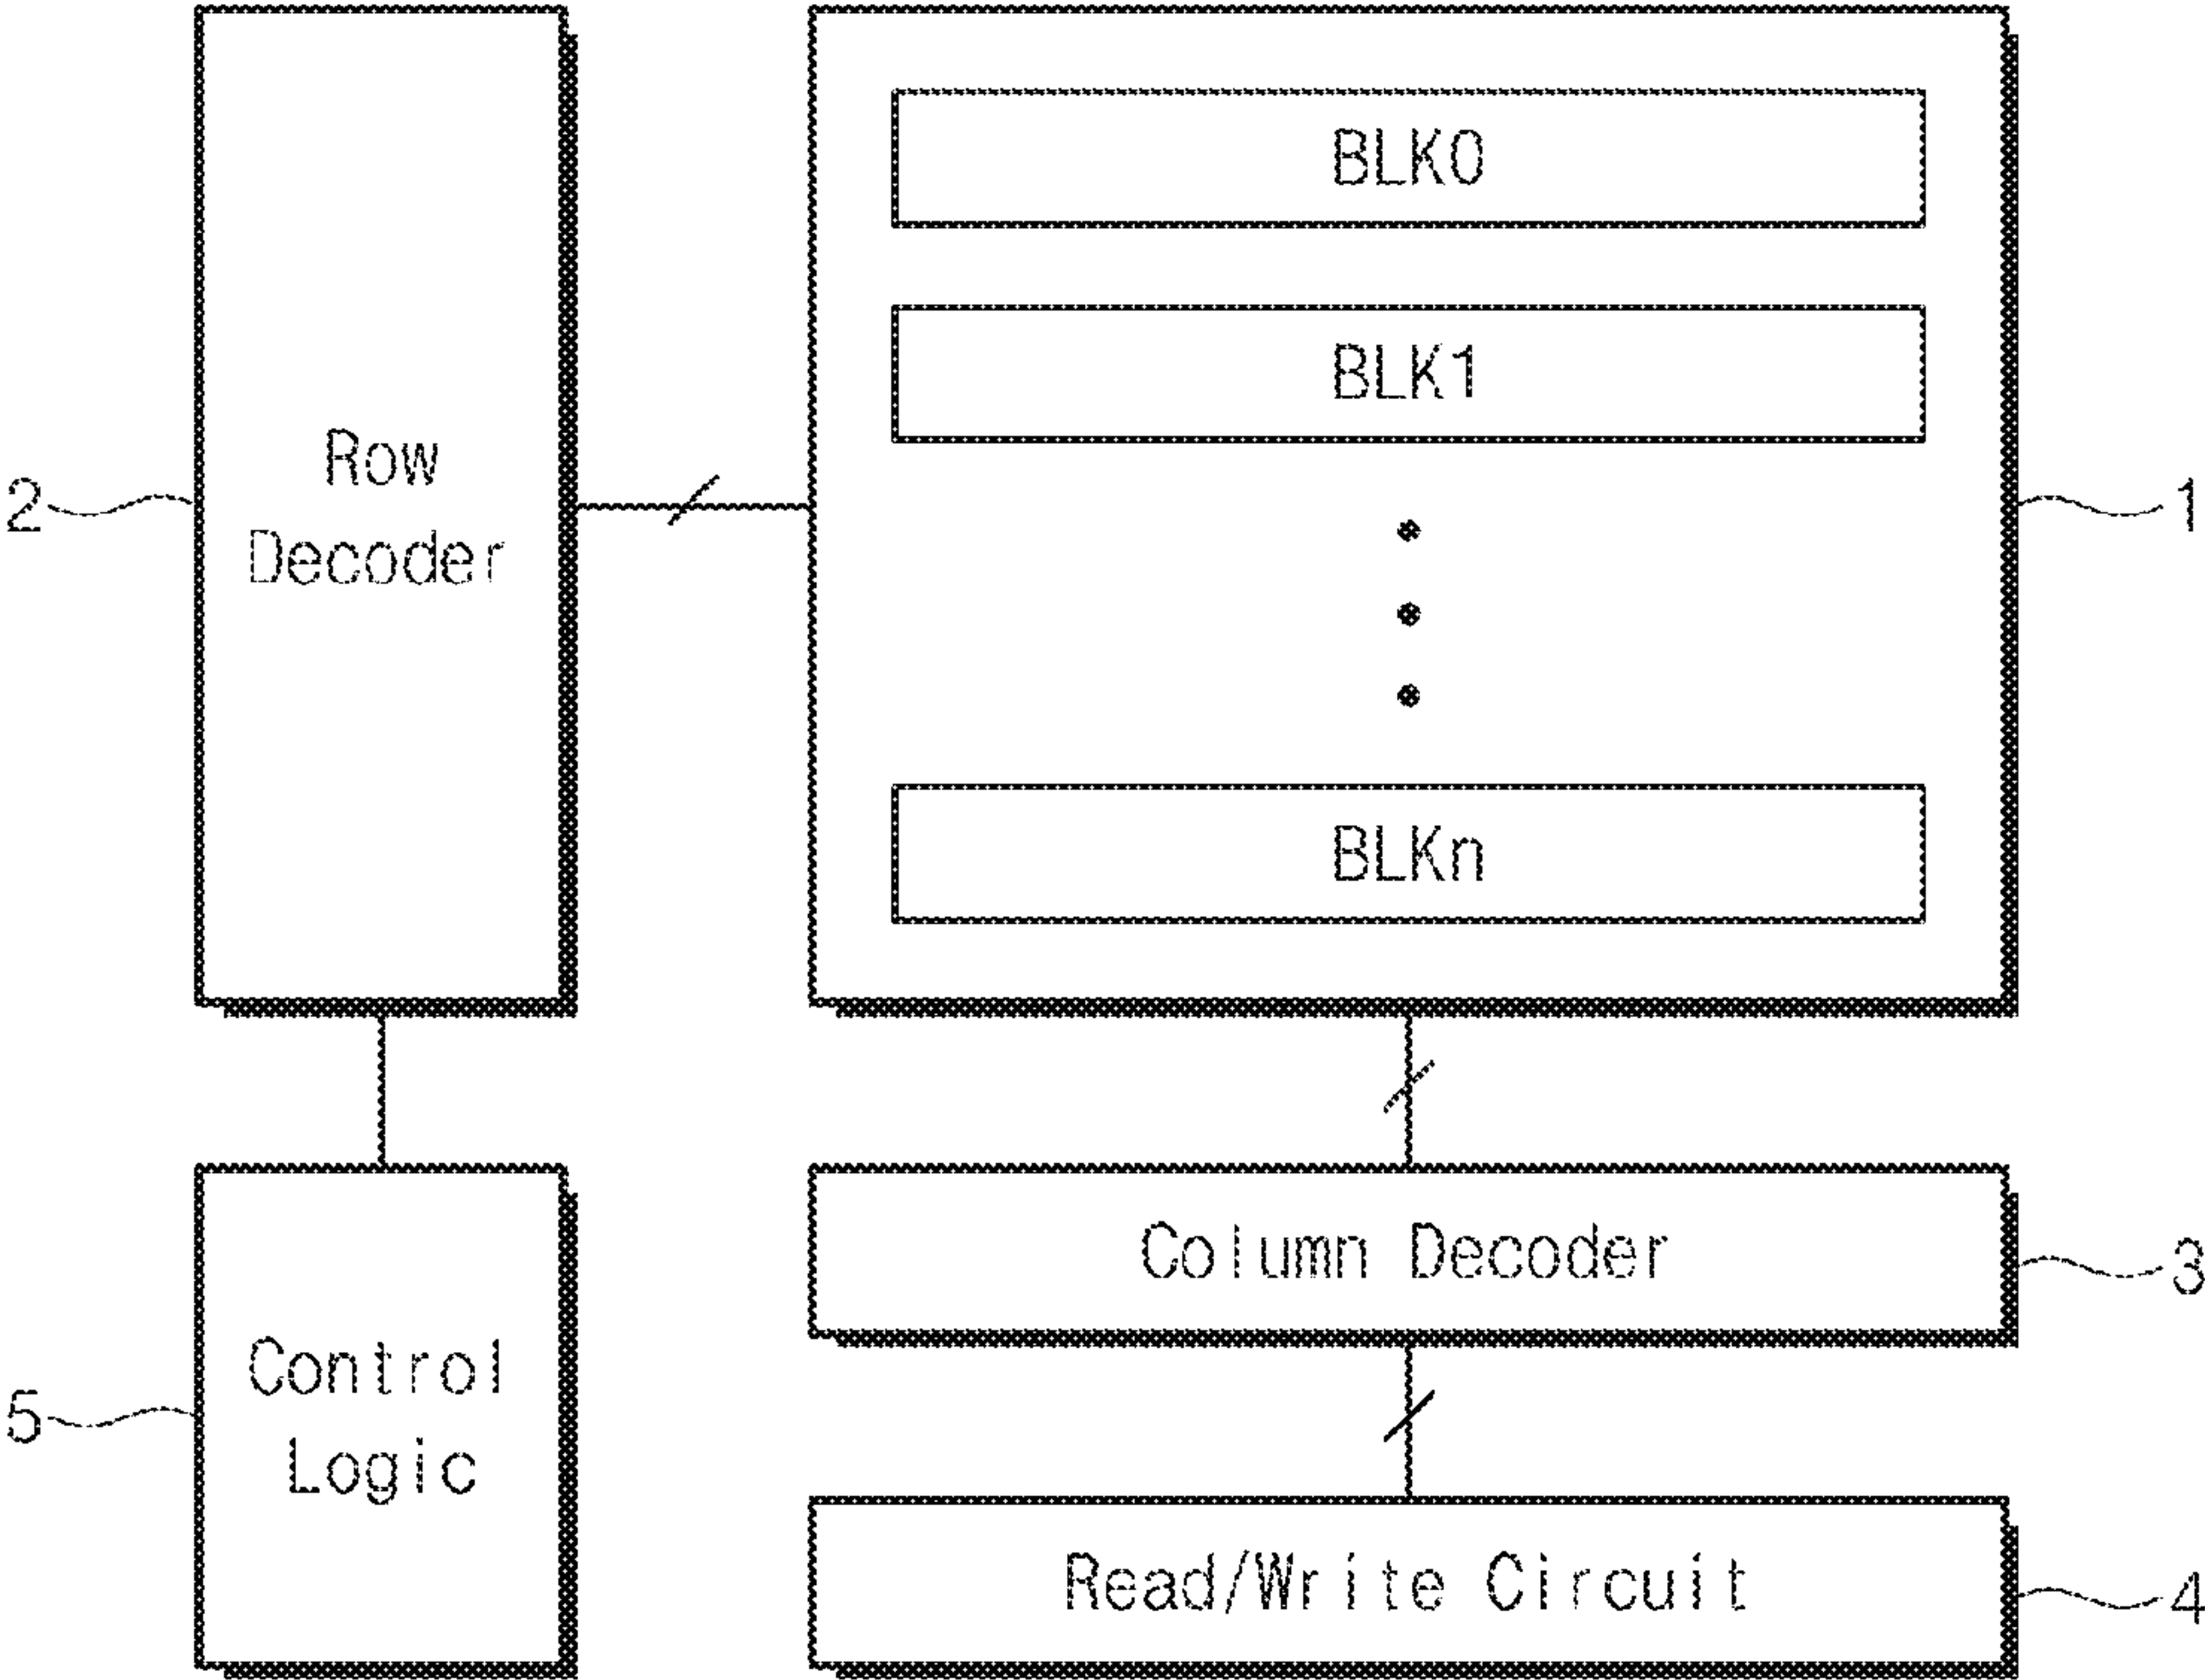 BLK0
BLK1
Row
Decoder
2
1
BLKn
Column Decoder
3
Control
Logic
5
Read/Write Circuit
4